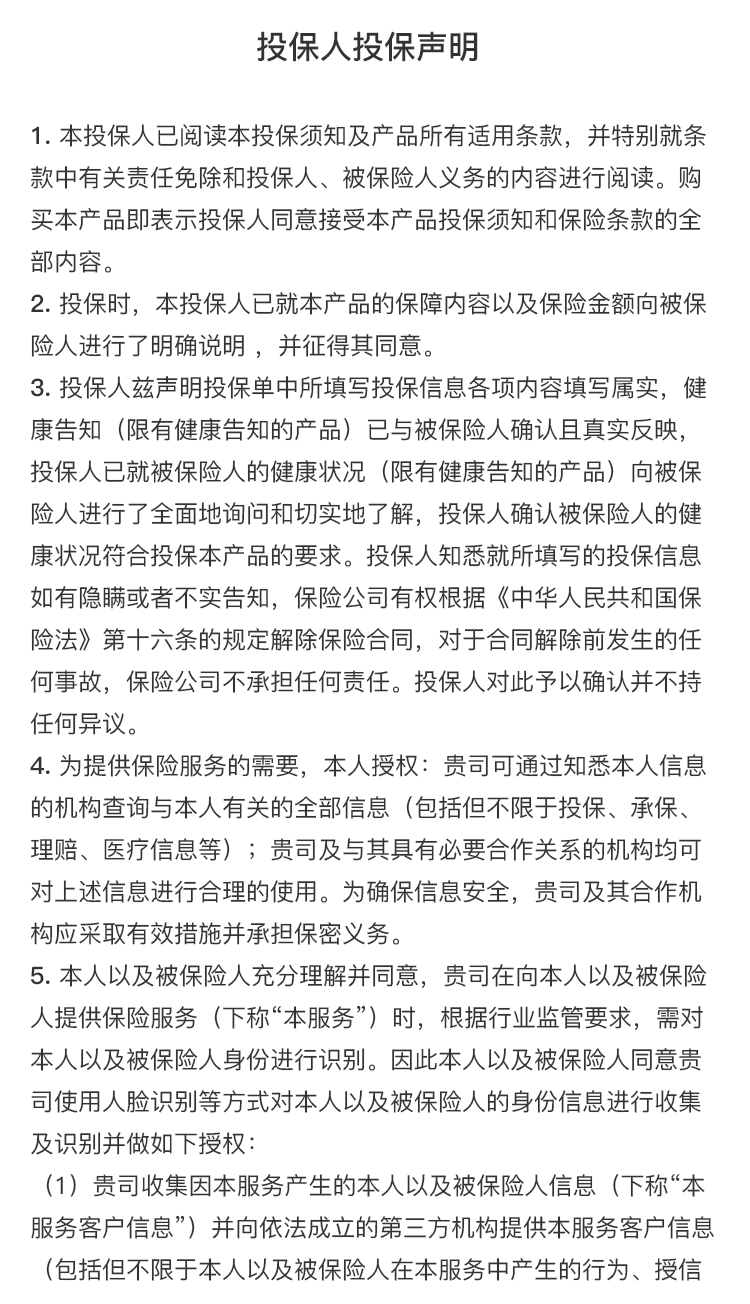 投保人投保声明
1. 本投保人已阅读本投保须知及产品所有适用条款，并特别就条
款中有关责任免除和投保人、被保险人义务的内容进行阅读。购
买本产品即表示投保人同意接受本产品投保须知和保险条款的全
部内容。
2. 投保时，本投保人已就本产品的保障内容以及保险金额向被保
险人进行了明确说明 ，并征得其同意。
3. 投保人兹声明投保单中所填写投保信息各项内容填写属实，健
康告知（限有健康告知的产品）已与被保险人确认且真实反映，
投保人已就被保险人的健康状况（限有健康告知的产品）向被保
险人进行了全面地询问和切实地了解，投保人确认被保险人的健
康状况符合投保本产品的要求。投保人知悉就所填写的投保信息
如有隐瞒或者不实告知，保险公司有权根据《中华人民共和国保
险法》第十六条的规定解除保险合同，对于合同解除前发生的任
何事故，保险公司不承担任何责任。投保人对此予以确认并不持
任何异议。
4. 为提供保险服务的需要，本人授权：贵司可通过知悉本人信息
的机构查询与本人有关的全部信息（包括但不限于投保、承保、
理赔、医疗信息等）；贵司及与其具有必要合作关系的机构均可
对上述信息进行合理的使用。为确保信息安全，贵司及其合作机
构应采取有效措施并承担保密义务。
5. 本人以及被保险人充分理解并同意，贵司在向本人以及被保险
人提供保险服务（下称“本服务”）时，根据行业监管要求，需对
本人以及被保险人身份进行识别。因此本人以及被保险人同意贵
司使用人脸识别等方式对本人以及被保险人的身份信息进行收集
及识别并做如下授权：
（1）贵司收集因本服务产生的本人以及被保险人信息（下称“本
服务客户信息”）并向依法成立的第三方机构提供本服务客户信息
（包括但不限于本人以及被保险人在本服务中产生的行为、授信